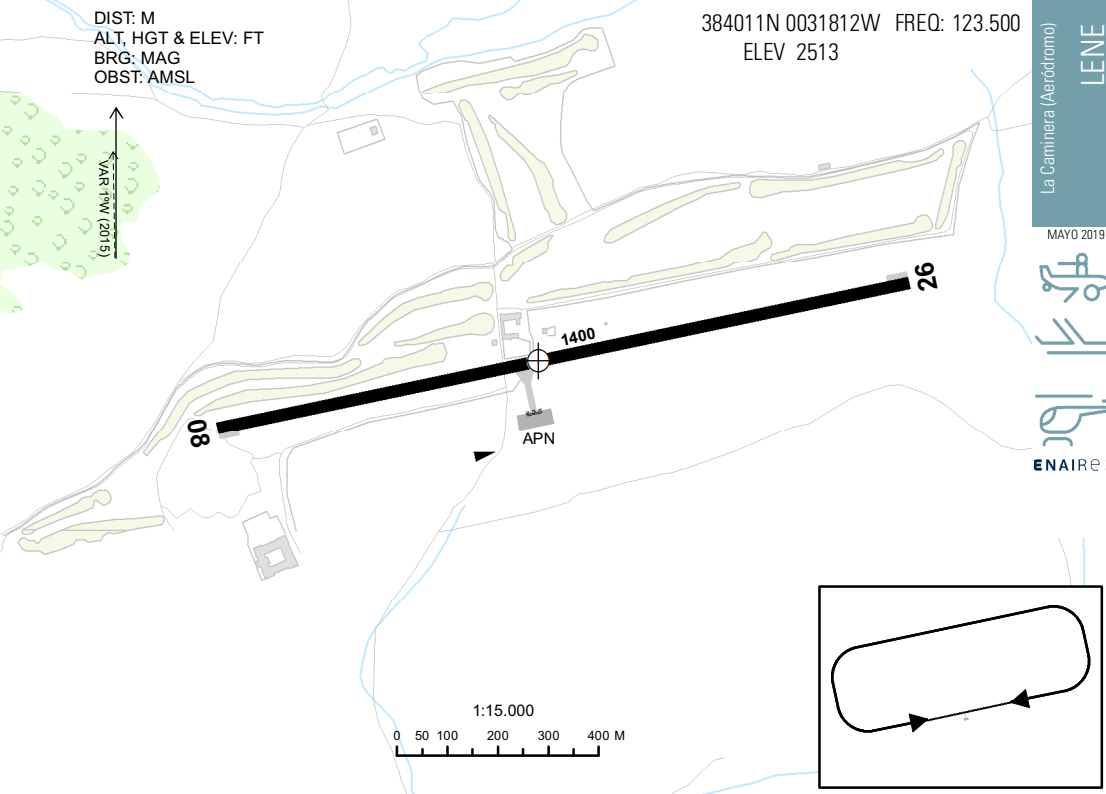 DIST: M
ALT, HGT & ELEV: FT
BRG: MAG
OBST: AMSL
384011N 0031812W FREQ: 123.500
ELEV 2513
La Caminera (Aeródromo)
LENE
MAYO 2019
VAR 1°W (2015)
26
1400
08
APN
ENAIRe
1:15.000
0 50 100 200 300 400 M